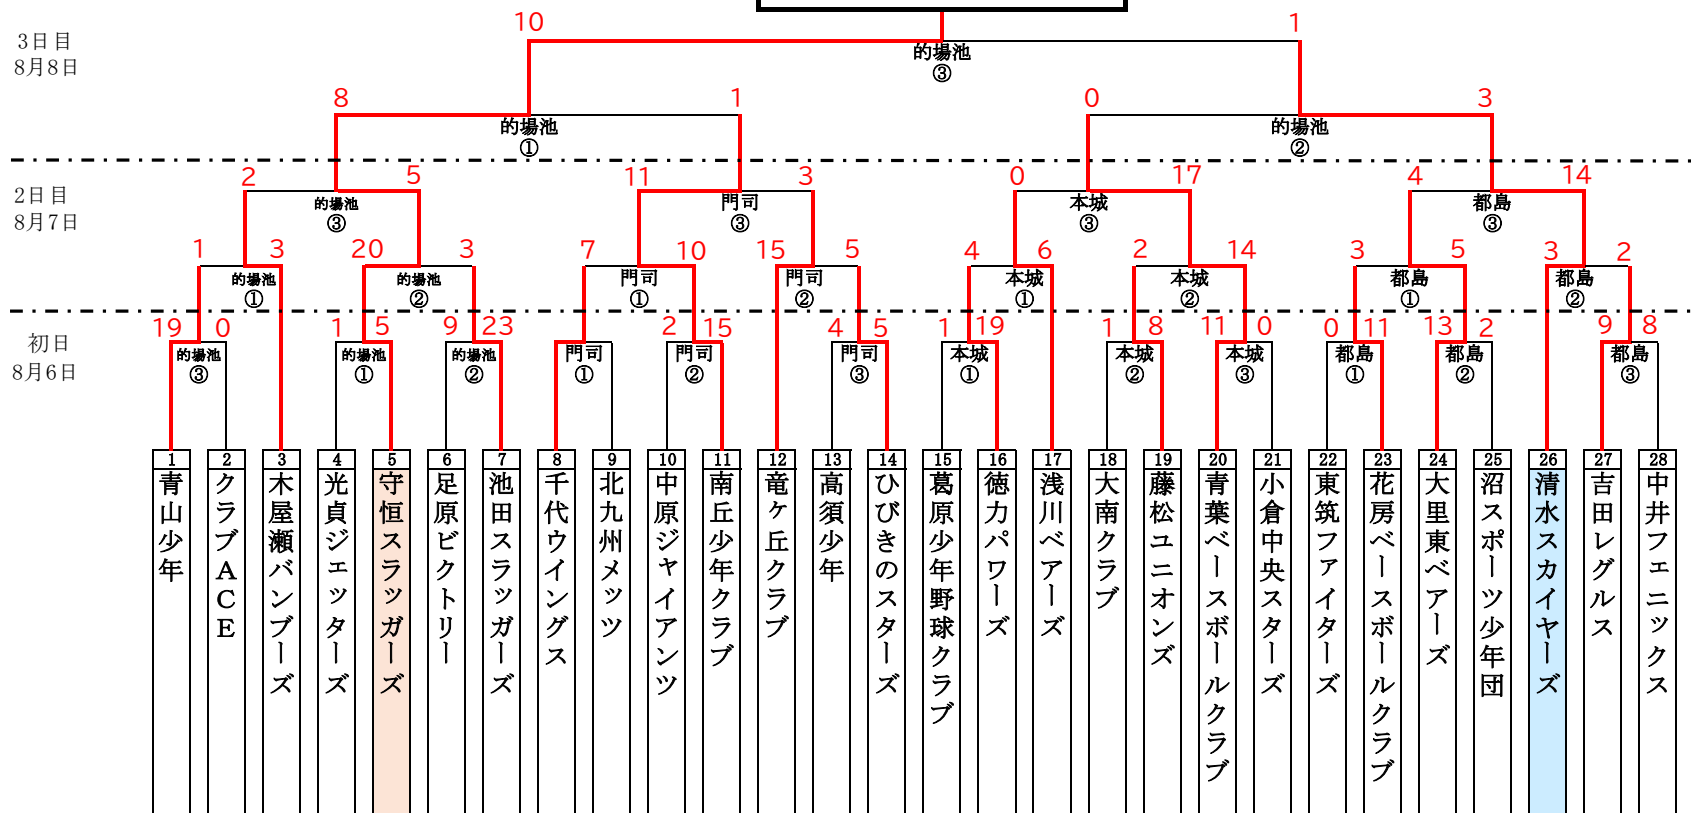 10
1
3日目
8月8日
的場池
③
8
1
0
3
的場池
①
的場池
②
2
5
11
3
0
17
4
14
2日目
8月7日
的場池
③
門司
③
本城
③
都島
③
1
3
20
3
7
10
15
5
4
6
2
14
3
5
3
2
的場池
①
的場池
②
門司
①
門司
②
本城
①
本城
②
都島
①
都島
②
19
0
1
5
9
23
2
15
4
5
1
19
1
8
11
0
0
11
13
2
9
8
初日
8月6日
的場池
③
的場池
①
的場池
②
門司
①
門司
②
門司
③
本城
①
本城
②
本城
③
都島
①
都島
②
都島
③
1
青山少年
2
クラブACE
3
木屋瀬バンブーズ
4
光貞ジェッターズ
5
守恒スラッガーズ
6
足原ビクトリー
7
池田スラッガーズ
8
千代ウイングス
9
北九州メッツ
10
中原ジャイアンツ
11
南丘少年クラブ
12
竜ケ丘クラブ
13
高須少年
14
ひびきのスターズ
15
葛原少年野球クラブ
16
徳力パワーズ
17
浅川ベアーズ
18
大南クラブ
19
藤松ユニオンズ
20
青葉ベースボールクラブ
21
小倉中央スターズ
22
東筑ファイターズ
23
花房ベースボールクラブ
24
大里東ベアーズ
25
沼スポーツ少年団
26
清水スカイヤーズ
27
吉田レグルス
28
中井フェニックス